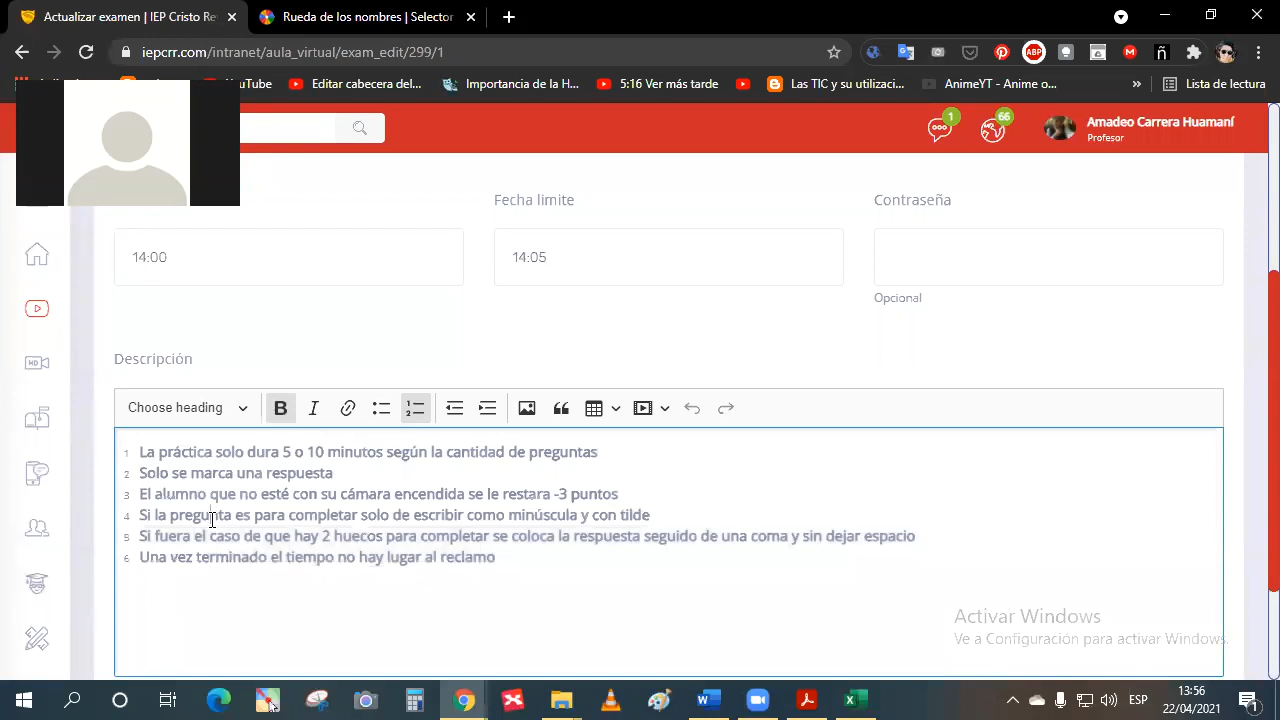 Actualizar examen | IEP Cristo Re
Rueda de los nombres | Selector
iepcrr.com/intranet/aula_virtual/exam_edit/299/1
YouTube
Editar cabecera del...
Importancia de la H...
5:16 Ver más tarde
Las TIC y su utilizaci...
AnimeYT - Anime o...
Lista de lectura
1
66
Amadeo Carrera Huamaní
Profesor
Fecha limite
Contraseña
14:00
14:05
Opcional
Descripción
Choose heading
1 La práctica solo dura 5 o 10 minutos según la cantidad de preguntas
2 Solo se marca una respuesta
3 El alumno que no esté con su cámara encendida se le restara -3 puntos
4 Si la pregunta es para completar solo de escribir como minúscula y con tilde
5 Si fuera el caso de que hay 2 huecos para completar se coloca la respuesta seguido de una coma y sin dejar espacio
6 Una vez terminado el tiempo no hay lugar al reclamo
Activar Windows
Ve a Configuración para activar Windows.
ESP
13:56
22/04/2021